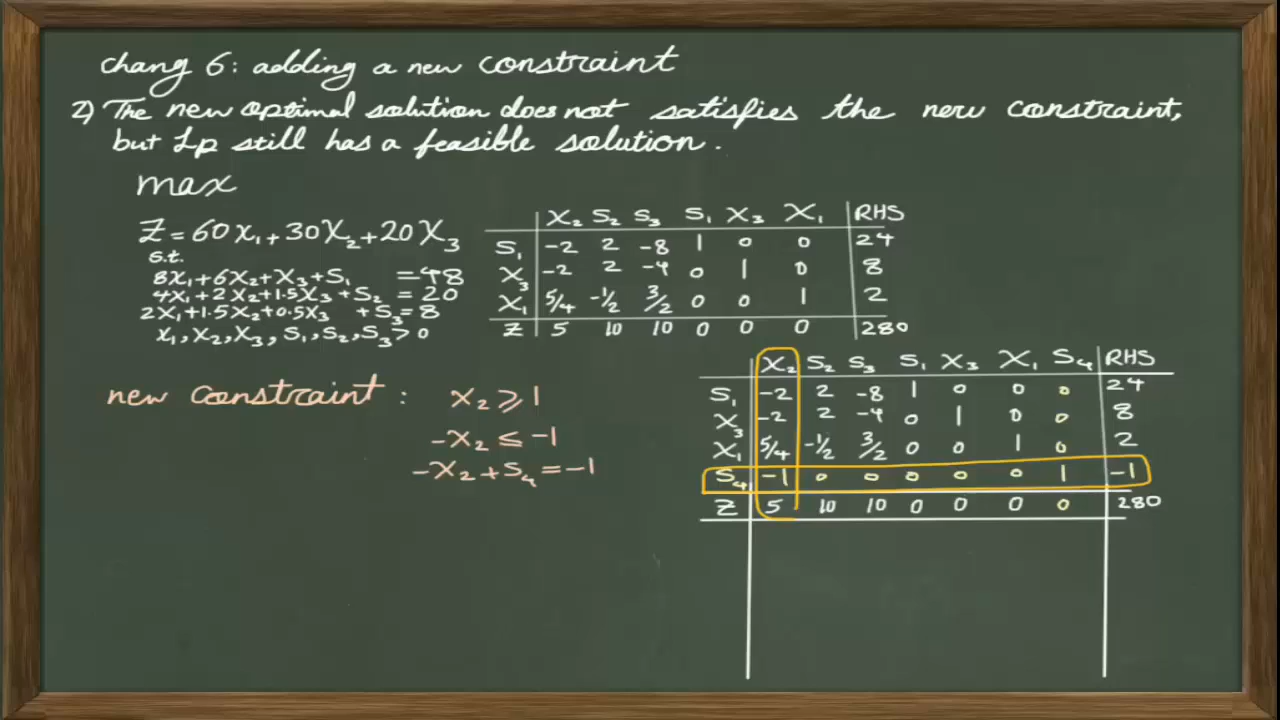 chang 6: adding a new constraint
2) The new optimal solution does not satisfies the new constraint,
but Lp still has a feasible solution.
max
Z = 60X₁ + 30X₂ + 20X₃
s.t.
8X₁ + 6X₂ + X₃ + S₁ = 48
4X₁ + 2X₂ + 1.5X₃ + S₂ = 20
2X₁ + 1.5X₂ + 0.5X₃ + S₃ = 8
X₁, X₂, X₃, S₁, S₂, S₃ > 0
X₂ S₂ S₃ S₁ X₃ X₁ RHS
S₁ -2 2 -8 1 0 0 24
X₃ -2 2 -4 0 1 0 8
X₁ 5/4 -1/2 3/2 0 0 1 2
Z 5 10 10 0 0 0 280
new constraint : X₂ ⩾ 1
-X₂ ≤ -1
-X₂ + S₄ = -1
X₂ S₂ S₃ S₁ X₃ X₁ S₄ RHS
S₁ -2 2 -8 1 0 0 0 24
X₃ -2 2 -4 0 1 0 0 8
X₁ 5/4 -1/2 3/2 0 0 1 0 2
S₄ -1 0 0 0 0 0 1 -1
Z 5 10 10 0 0 0 0 280